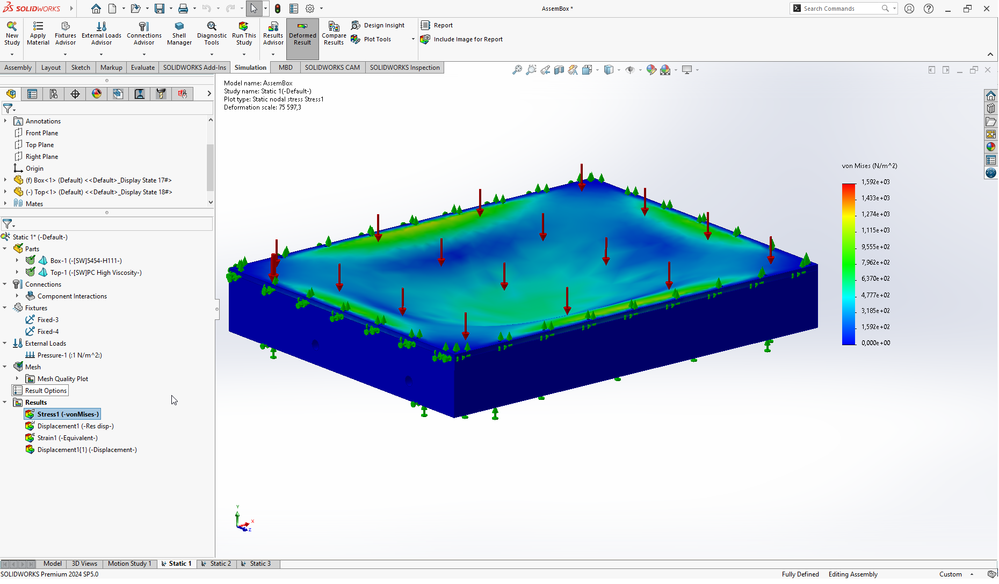 SOLIDWORKS
AssemBox *
Search Commands
New Study
Apply Material
Fixtures Advisor
External Loads Advisor
Connections Advisor
Shell Manager
Diagnostic Tools
Run This Study
Results Advisor
Deformed Result
Compare Results
Design Insight
Plot Tools
Report
Include Image for Report
Assembly
Layout
Sketch
Markup
Evaluate
SOLIDWORKS Add-Ins
Simulation
MBD
SOLIDWORKS CAM
SOLIDWORKS Inspection
Annotations
Front Plane
Top Plane
Right Plane
Origin
(f) Box<1> (Default) <<Default>_Display State 17#>
(-) Top<1> (Default) <<Default>_Display State 18#>
Mates
Static 1* (-Default-)
Parts
Box-1 (-[SW]5454-H111-)
Top-1 (-[SW]PC High Viscosity-)
Connections
Component Interactions
Fixtures
Fixed-3
Fixed-4
External Loads
Pressure-1 (:1 N/m^2:)
Mesh
Mesh Quality Plot
Result Options
Results
Stress1 (-vonMises-)
Displacement1 (-Res disp-)
Strain1 (-Equivalent-)
Displacement1{1} (-Displacement-)
Model name: AssemBox
Study name: Static 1(-Default-)
Plot type: Static nodal stress Stress1
Deformation scale: 75 597,3
von Mises (N/m^2)
1,592e+03
1,433e+03
1,274e+03
1,115e+03
9,555e+02
7,962e+02
6,370e+02
4,777e+02
3,185e+02
1,592e+02
0,000e+00
Y
X
Z
Model
3D Views
Motion Study 1
Static 1
Static 2
Static 3
SOLIDWORKS Premium 2024 SP5.0
Fully Defined
Editing Assembly
Custom